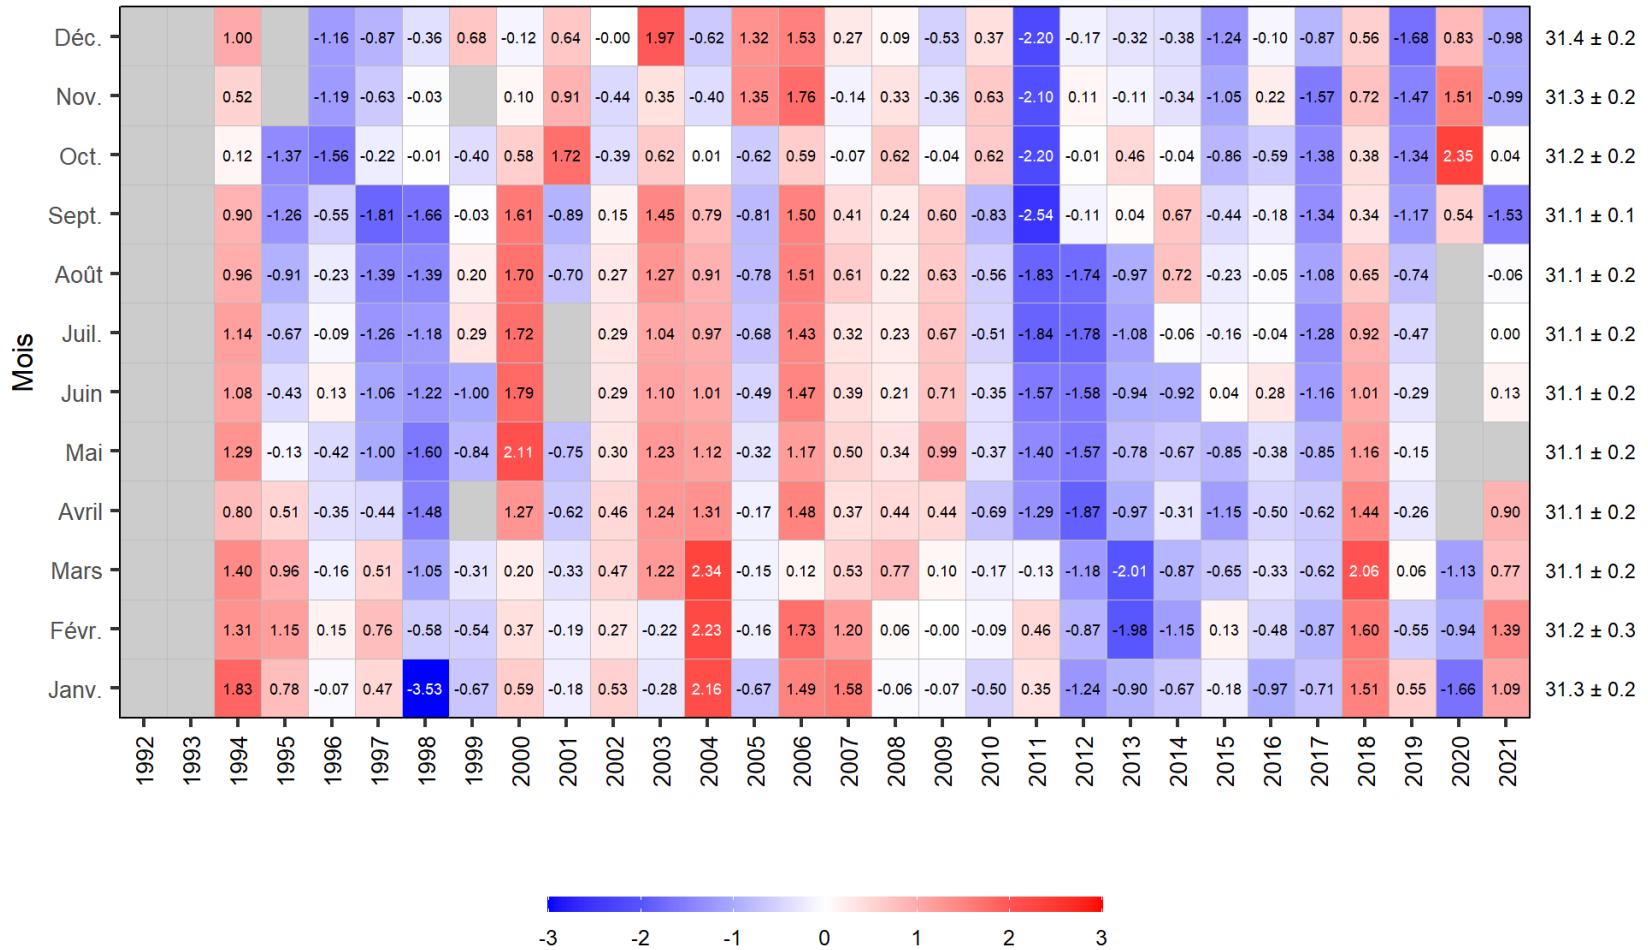 Déc. 1.00 -1.16 -0.87 -0.36 0.68 -0.12 0.64 -0.00 1.97 -0.62 1.32 1.53 0.27 0.09 -0.53 0.37 -2.20 -0.17 -0.32 -0.38 -1.24 -0.10 -0.87 0.56 -1.68 0.83 -0.98 31.4 ± 0.2
Nov. 0.52 -1.19 -0.63 -0.03 0.10 0.91 -0.44 0.35 -0.40 1.35 1.76 -0.14 0.33 -0.36 0.63 -2.10 0.11 -0.11 -0.34 -1.05 0.22 -1.57 0.72 -1.47 1.51 -0.99 31.3 ± 0.2
Oct. 0.12 -1.37 -1.56 -0.22 -0.01 -0.40 0.58 1.72 -0.39 0.62 0.01 -0.62 0.59 -0.07 0.62 -0.04 0.62 -2.20 -0.01 0.46 -0.04 -0.86 -0.59 -1.38 0.38 -1.34 2.35 0.04 31.2 ± 0.2
Sept. 0.90 -1.26 -0.55 -1.81 -1.66 -0.03 1.61 -0.89 0.15 1.45 0.79 -0.81 1.50 0.41 0.24 0.60 -0.83 -2.54 -0.11 0.04 0.67 -0.44 -0.18 -1.34 0.34 -1.17 0.54 -1.53 31.1 ± 0.1
Août 0.96 -0.91 -0.23 -1.39 -1.39 0.20 1.70 -0.70 0.27 1.27 0.91 -0.78 1.51 0.61 0.22 0.63 -0.56 -1.83 -1.74 -0.97 0.72 -0.23 -0.05 -1.08 0.65 -0.74 -0.06 31.1 ± 0.2
Juil. 1.14 -0.67 -0.09 -1.26 -1.18 0.29 1.72 0.29 1.04 0.97 -0.68 1.43 0.32 0.23 0.67 -0.51 -1.84 -1.78 -1.08 -0.06 -0.16 -0.04 -1.28 0.92 -0.47 0.00 31.1 ± 0.2
Juin 1.08 -0.43 0.13 -1.06 -1.22 -1.00 1.79 0.29 1.10 1.01 -0.49 1.47 0.39 0.21 0.71 -0.35 -1.57 -1.58 -0.94 -0.92 0.04 0.28 -1.16 1.01 -0.29 0.13 31.1 ± 0.2
Mai 1.29 -0.13 -0.42 -1.00 -1.60 -0.84 2.11 -0.75 0.30 1.23 1.12 -0.32 1.17 0.50 0.34 0.99 -0.37 -1.40 -1.57 -0.78 -0.67 -0.85 -0.38 -0.85 1.16 -0.15 31.1 ± 0.2
Avril 0.80 0.51 -0.35 -0.44 -1.48 1.27 -0.62 0.46 1.24 1.31 -0.17 1.48 0.37 0.44 0.44 -0.69 -1.29 -1.87 -0.97 -0.31 -1.15 -0.50 -0.62 1.44 -0.26 0.90 31.1 ± 0.2
Mars 1.40 0.96 -0.16 0.51 -1.05 -0.31 0.20 -0.33 0.47 1.22 2.34 -0.15 0.12 0.53 0.77 0.10 -0.17 -0.13 -1.18 -2.01 -0.87 -0.65 -0.33 -0.62 2.06 0.06 -1.13 0.77 31.1 ± 0.2
Févr. 1.31 1.15 0.15 0.76 -0.58 -0.54 0.37 -0.19 0.27 -0.22 2.23 -0.16 1.73 1.20 0.06 -0.00 -0.09 0.46 -0.87 -1.98 -1.15 0.13 -0.48 -0.87 1.60 -0.55 -0.94 1.39 31.2 ± 0.3
Janv. 1.83 0.78 -0.07 0.47 -3.53 -0.67 0.59 -0.18 0.53 -0.28 2.16 -0.67 1.49 1.58 -0.06 -0.07 -0.50 0.35 -1.24 -0.90 -0.67 -0.18 -0.97 -0.71 1.51 0.55 -1.66 1.09 31.3 ± 0.2
Mois
1992 1993 1994 1995 1996 1997 1998 1999 2000 2001 2002 2003 2004 2005 2006 2007 2008 2009 2010 2011 2012 2013 2014 2015 2016 2017 2018 2019 2020 2021
-3 -2 -1 0 1 2 3